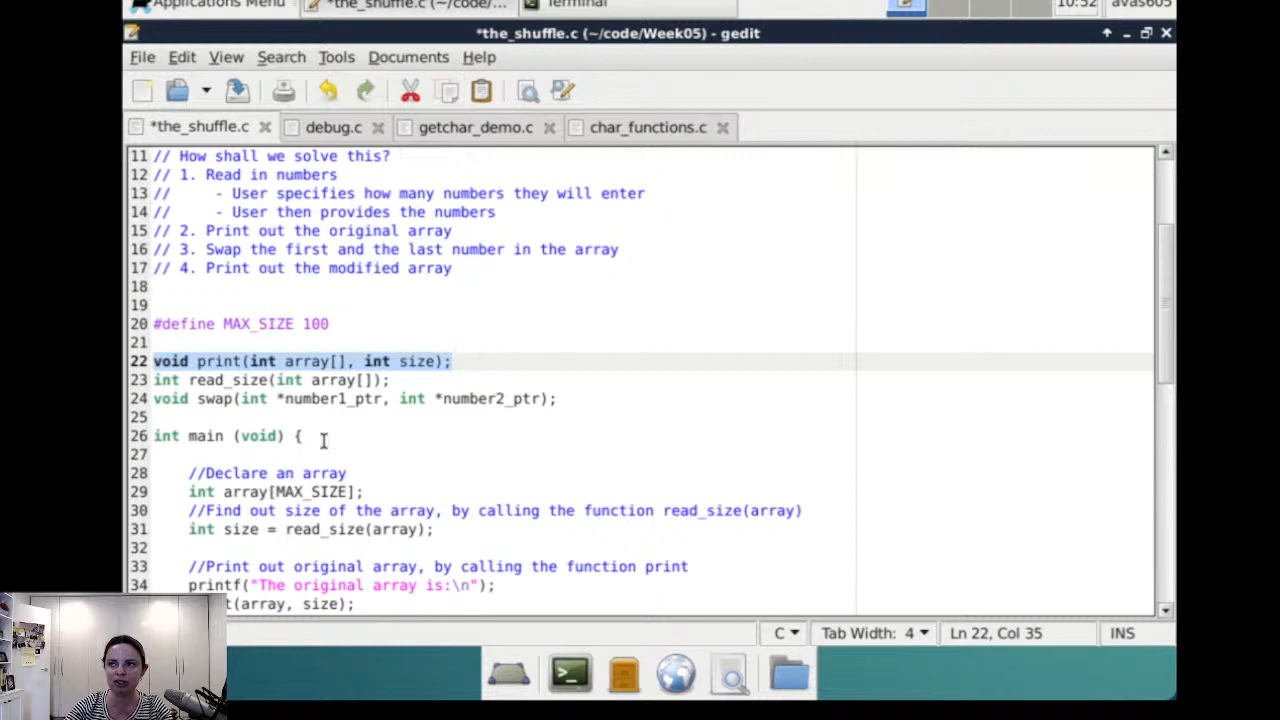 Applications Menu *the_shuffle.c (~/code/... Terminal 10:52 avas605
*the_shuffle.c (~/code/Week05) - gedit
File Edit View Search Tools Documents Help
*the_shuffle.c debug.c getchar_demo.c char_functions.c
11 // How shall we solve this?
12 // 1. Read in numbers
13 //     - User specifies how many numbers they will enter
14 //     - User then provides the numbers
15 // 2. Print out the original array
16 // 3. Swap the first and the last number in the array
17 // 4. Print out the modified array
18
19
20 #define MAX_SIZE 100
21
22 void print(int array[], int size);
23 int read_size(int array[]);
24 void swap(int *number1_ptr, int *number2_ptr);
25
26 int main (void) {
27
28     //Declare an array
29     int array[MAX_SIZE];
30     //Find out size of the array, by calling the function read_size(array)
31     int size = read_size(array);
32
33     //Print out original array, by calling the function print
34     printf("The original array is:\n");
t(array, size);
C Tab Width: 4 Ln 22, Col 35 INS